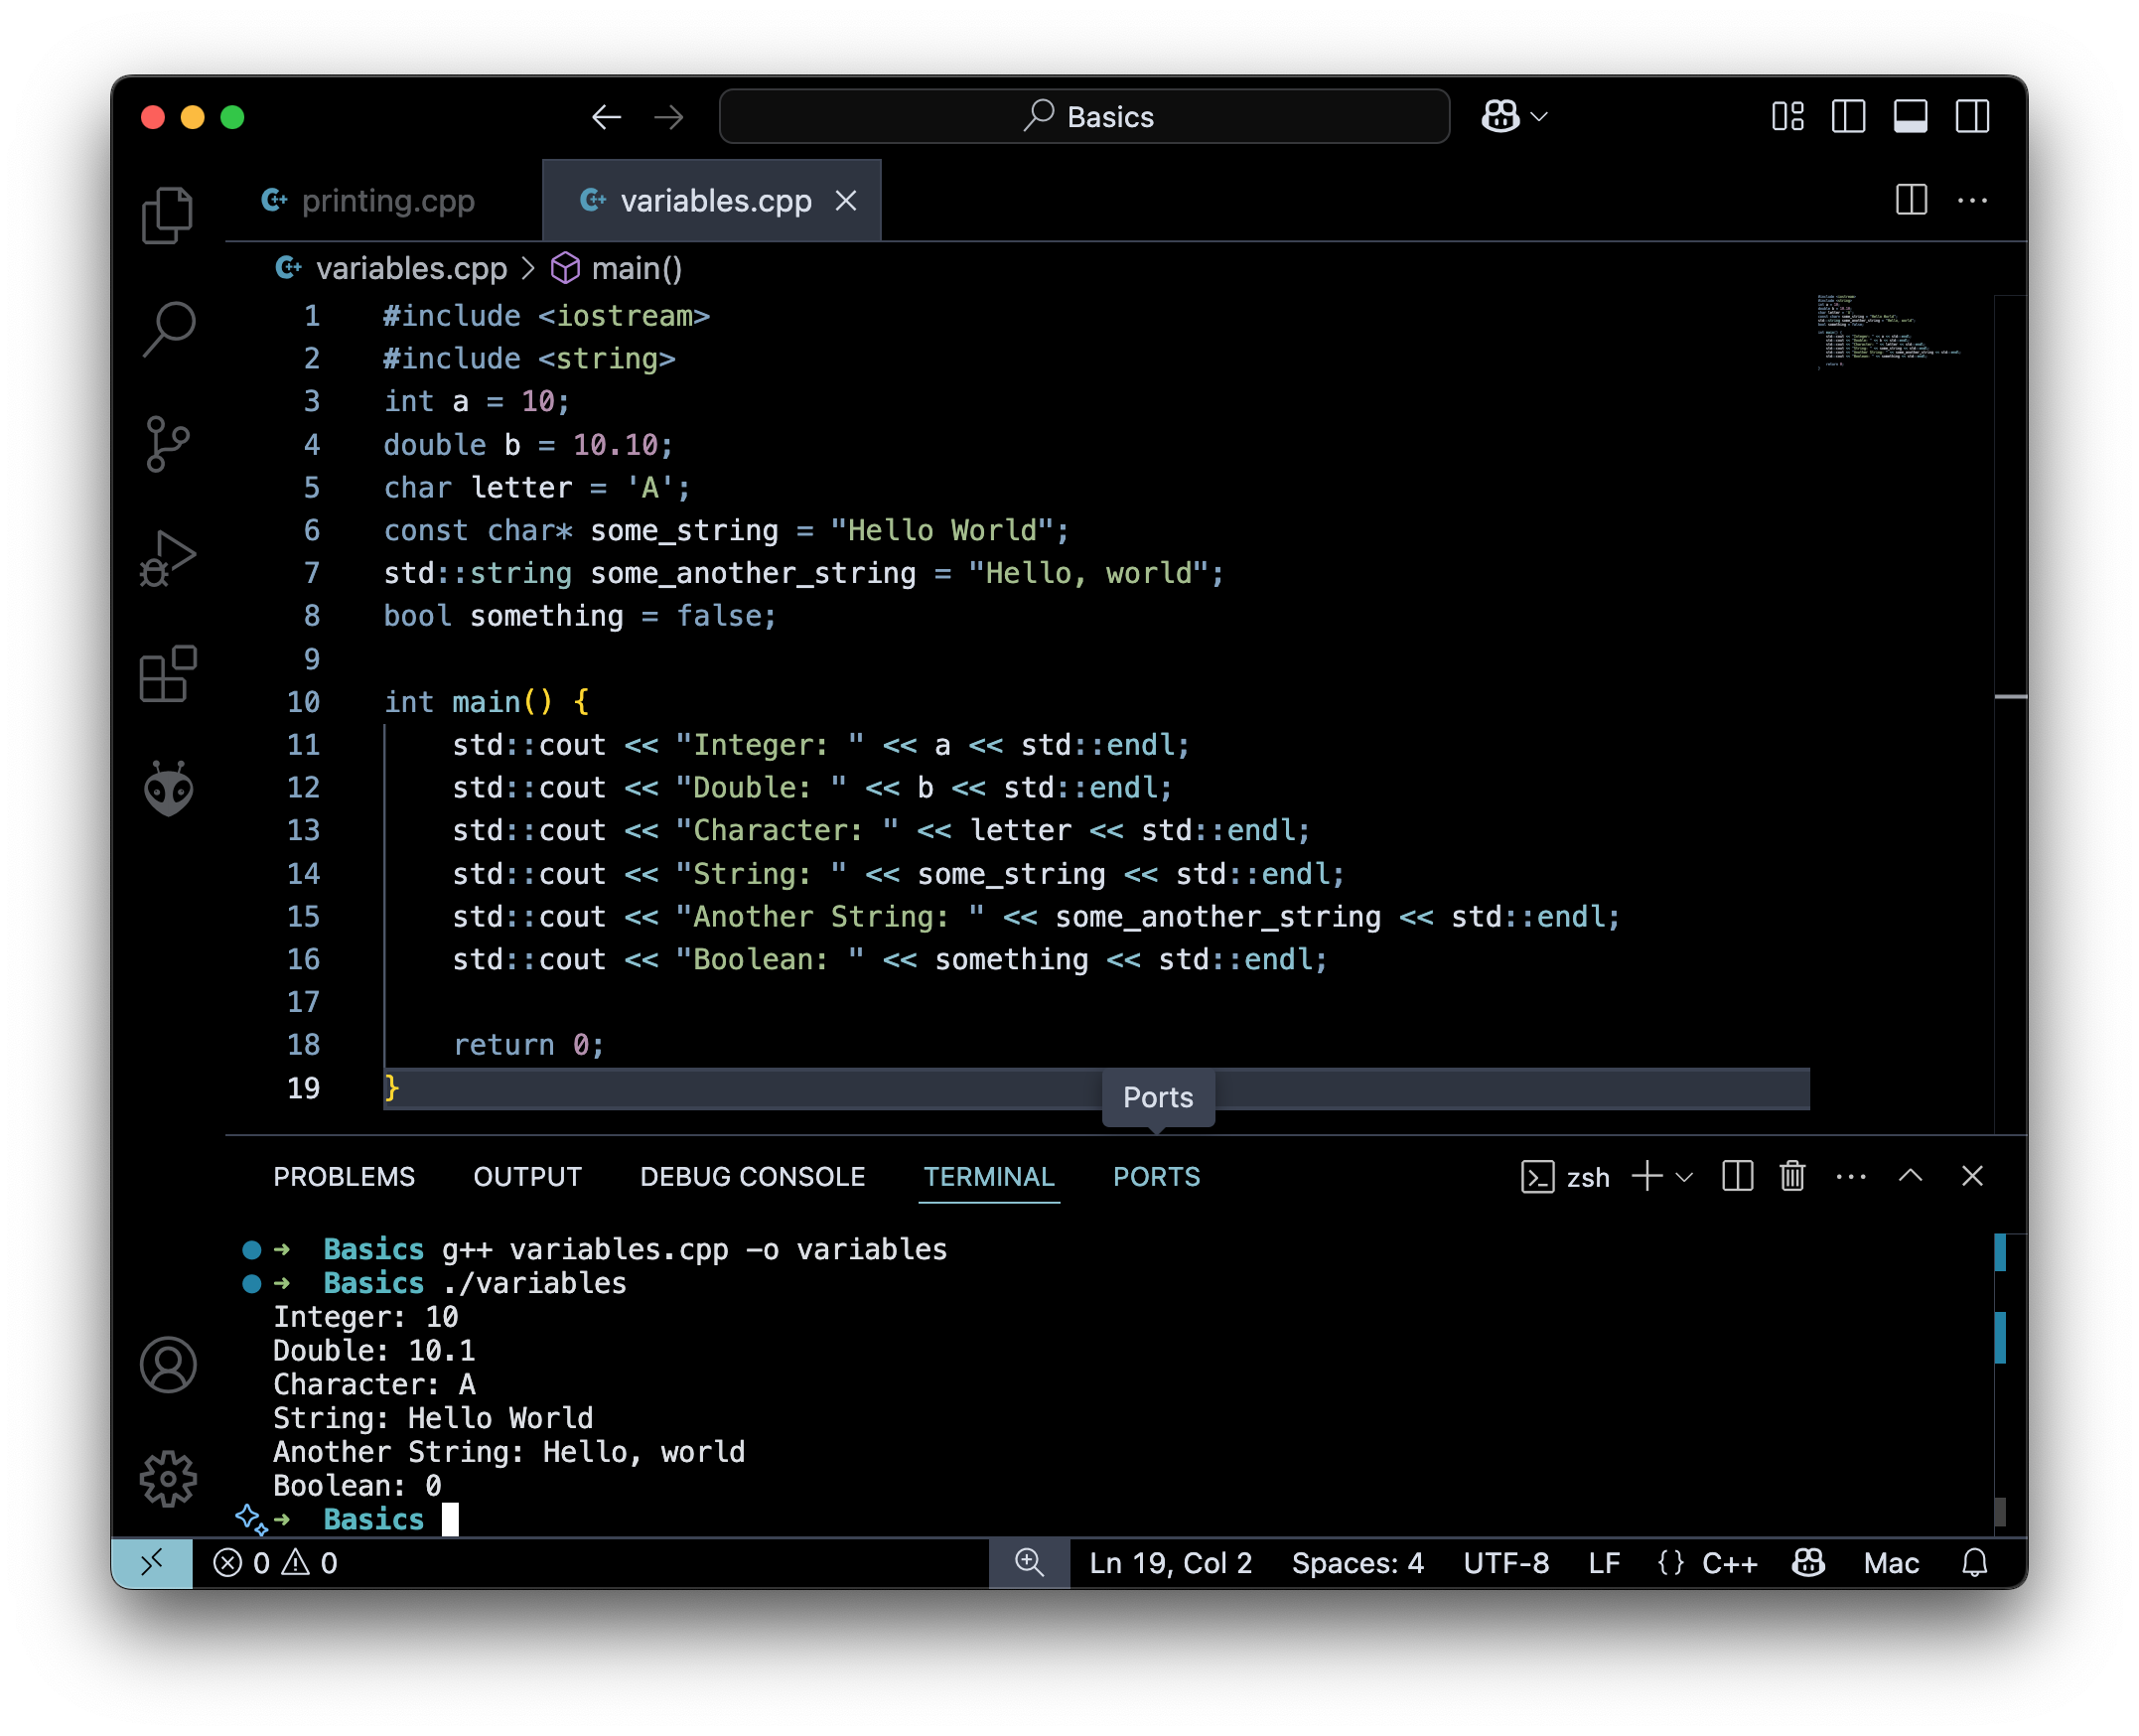 Basics
printing.cpp
variables.cpp
variables.cpp > main()
1 #include <iostream>
2 #include <string>
3 int a = 10;
4 double b = 10.10;
5 char letter = 'A';
6 const char* some_string = "Hello World";
7 std::string some_another_string = "Hello, world";
8 bool something = false;
9
10 int main() {
11     std::cout << "Integer: " << a << std::endl;
12     std::cout << "Double: " << b << std::endl;
13     std::cout << "Character: " << letter << std::endl;
14     std::cout << "String: " << some_string << std::endl;
15     std::cout << "Another String: " << some_another_string << std::endl;
16     std::cout << "Boolean: " << something << std::endl;
17
18     return 0;
19 }
Ports
PROBLEMS OUTPUT DEBUG CONSOLE TERMINAL PORTS zsh
➜ Basics g++ variables.cpp -o variables
➜ Basics ./variables
Integer: 10
Double: 10.1
Character: A
String: Hello World
Another String: Hello, world
Boolean: 0
➜ Basics
0 0 Ln 19, Col 2 Spaces: 4 UTF-8 LF {} C++ Mac